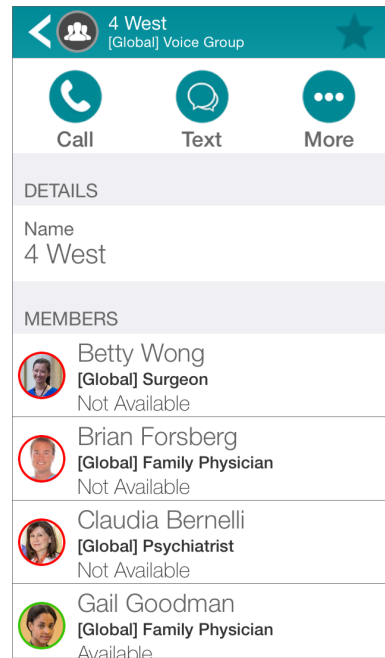 4 West
[Global] Voice Group
Call Text More
DETAILS
Name
4 West
MEMBERS
Betty Wong
[Global] Surgeon
Not Available
Brian Forsberg
[Global] Family Physician
Not Available
Claudia Bernelli
[Global] Psychiatrist
Not Available
Gail Goodman
[Global] Family Physician
Available